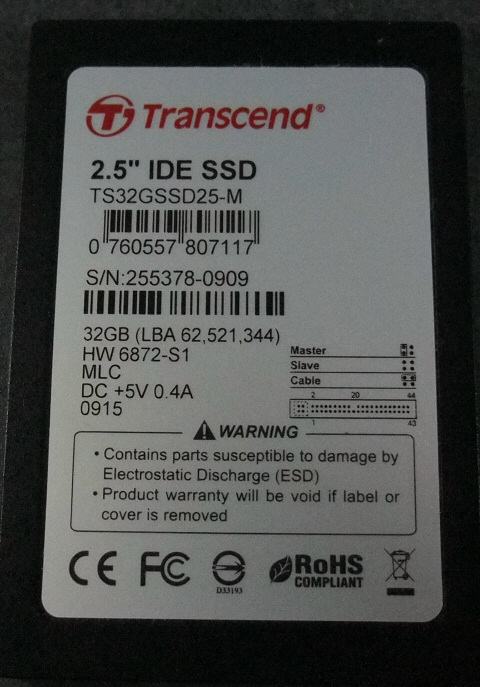 Transcend®
2.5" IDE SSD
TS32GSSD25-M
0 760557 807117
S/N:255378-0909
32GB (LBA 62,521,344)
HW 6872-S1
MLC
DC +5V 0.4A
0915
Master
Slave
Cable
2 20 44
1 43
WARNING
• Contains parts susceptible to damage by
Electrostatic Discharge (ESD)
• Product warranty will be void if label or
cover is removed
CE FC
D33193
RoHS
COMPLIANT